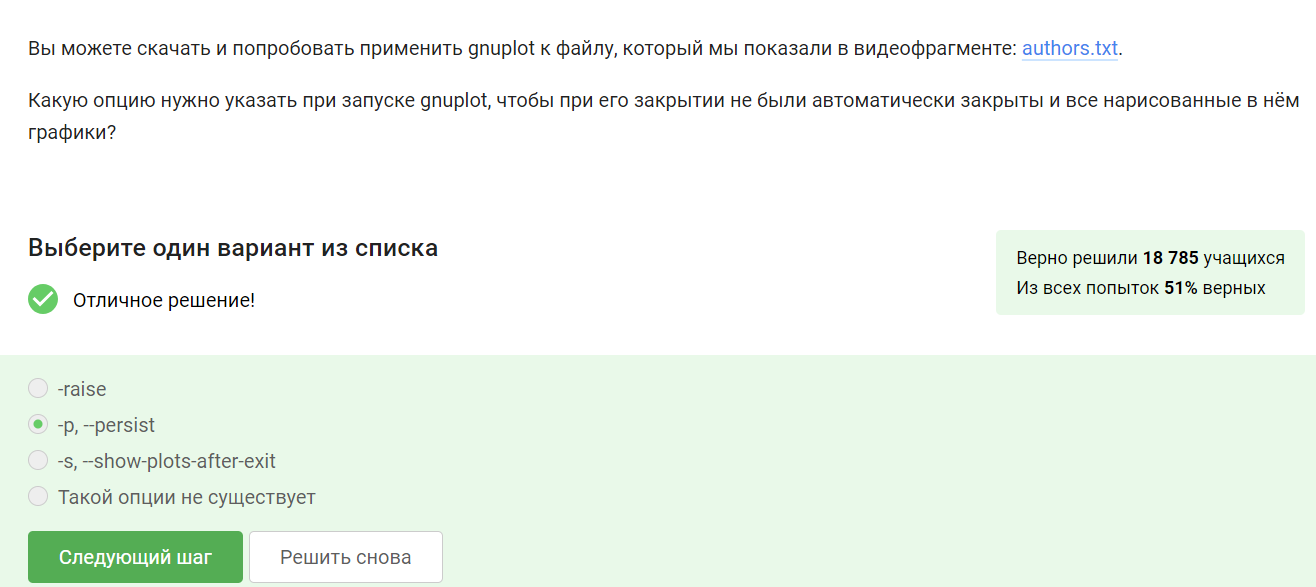 Вы можете скачать и попробовать применить gnuplot к файлу, который мы показали в видеофрагменте: authors.txt.
Какую опцию нужно указать при запуске gnuplot, чтобы при его закрытии не были автоматически закрыты и все нарисованные в нём
графики?
Выберите один вариант из списка
Отличное решение!
Верно решили 18 785 учащихся
Из всех попыток 51% верных
-raise
-p, --persist
-s, --show-plots-after-exit
Такой опции не существует
Следующий шаг
Решить снова